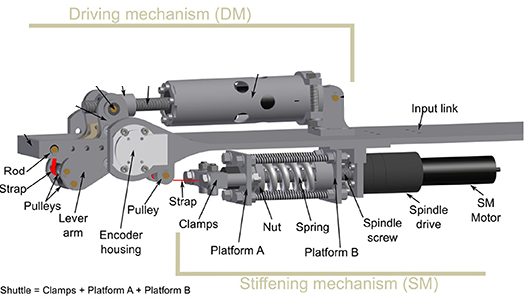 Driving mechanism (DM)
Input link
Rod
Strap
Pulleys
Lever
arm
Encoder
housing
Pulley
Strap
Clamps
Platform A
Nut
Spring
Platform B
Spindle
screw
Spindle
drive
SM
Motor
Stiffening mechanism (SM)
Shuttle = Clamps + Platform A + Platform B